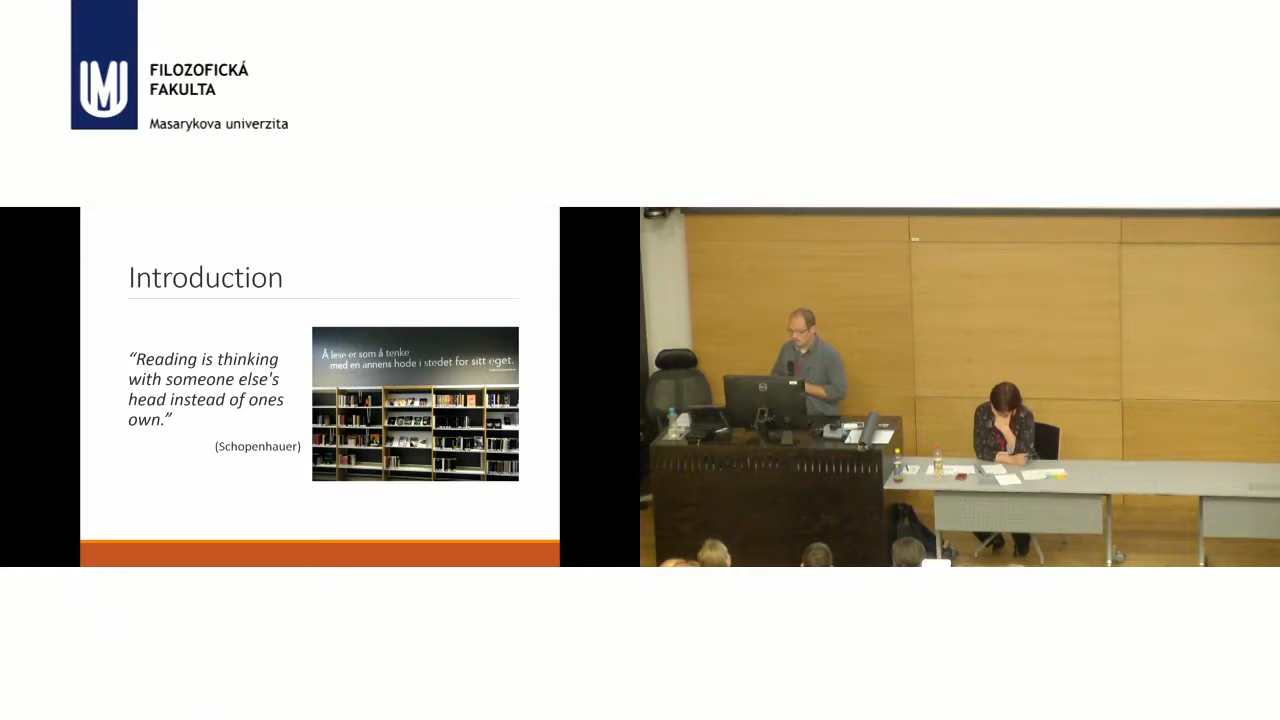 FILOZOFICKÁ
FAKULTA
Masarykova univerzita
Introduction
“Reading is thinking
with someone else's
head instead of ones
own.”
(Schopenhauer)
Å lese er som å tenke
med en annens hode i stedet for sitt eget.
DELL